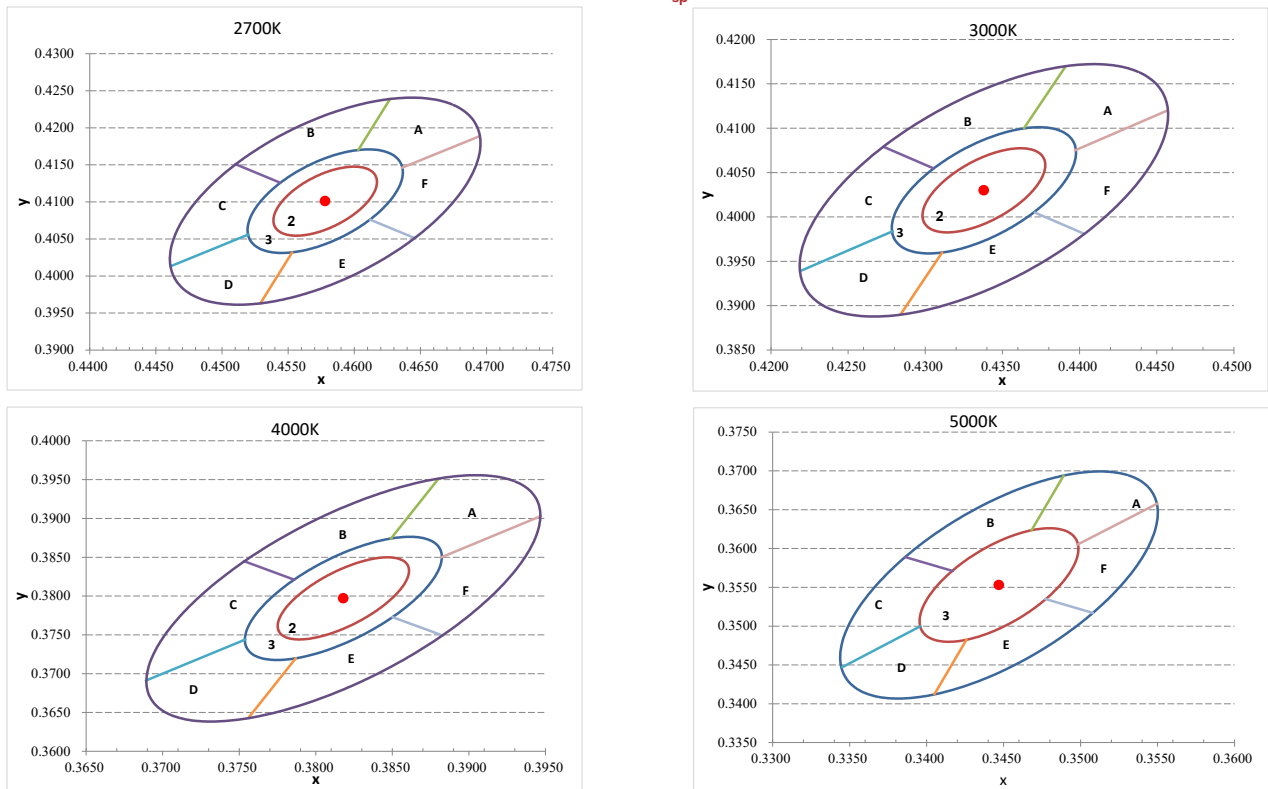 sp
2700K
0.4300
0.4250
0.4200
0.4150
0.4100
0.4050
0.4000
0.3950
0.3900
y
B
A
F
C
2
3
E
D
0.4400 0.4450 0.4500 0.4550 0.4600 0.4650 0.4700 0.4750
x
3000K
0.4200
0.4150
0.4100
0.4050
0.4000
0.3950
0.3900
0.3850
y
A
B
F
C
2
3
E
D
0.4200 0.4250 0.4300 0.4350 0.4400 0.4450 0.4500
x
4000K
0.4000
0.3950
0.3900
0.3850
0.3800
0.3750
0.3700
0.3650
0.3600
y
A
B
F
C
2
3
E
D
0.3650 0.3700 0.3750 0.3800 0.3850 0.3900 0.3950
x
5000K
0.3750
0.3700
0.3650
0.3600
0.3550
0.3500
0.3450
0.3400
0.3350
y
A
B
F
C
3
E
D
0.3300 0.3350 0.3400 0.3450 0.3500 0.3550 0.3600
x